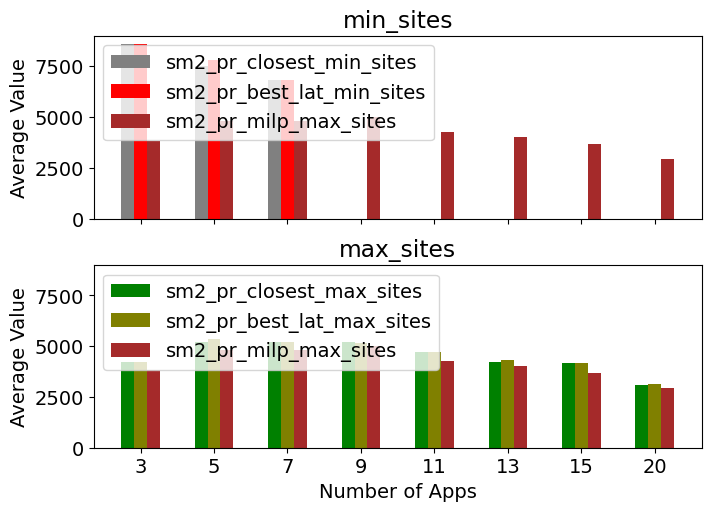 min_sites
7500
5000
2500
0
Average Value
sm2_pr_closest_min_sites
sm2_pr_best_lat_min_sites
sm2_pr_milp_max_sites
max_sites
7500
5000
2500
0
Average Value
sm2_pr_closest_max_sites
sm2_pr_best_lat_max_sites
sm2_pr_milp_max_sites
3 5 7 9 11 13 15 20
Number of Apps